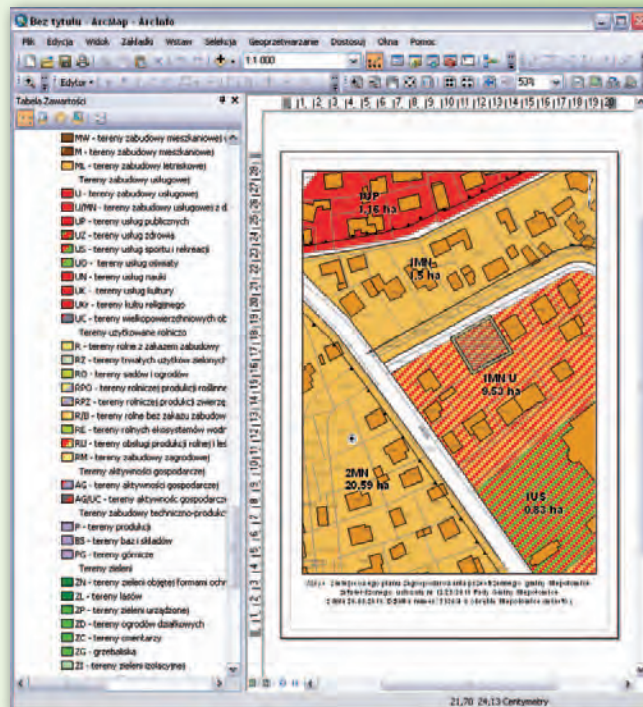 Bez tytułu - ArcMap - ArcInfo
Plik Edycja Widok Zakładki Wstaw Selekcja Geoprzetwarzanie Dostosuj Okna Pomoc
1:1 000
Edytor
53%
Tabela Zawartości
MW - tereny zabudowy mieszkaniowej
M - tereny zabudowy mieszkaniowej
ML - tereny zabudowy letniskowej
Tereny zabudowy usługowej
U - tereny zabudowy usługowej
U/MN - tereny zabudowy usługowej z d
UP - tereny usług publicznych
UZ - tereny usług zdrowia
US - tereny usług sportu i rekreacji
UO - tereny usług oświaty
UN - tereny usług nauki
UK - tereny usług kultury
UKr - tereny kultu religijnego
UC - tereny wielkopowierzchniowych ob
Tereny użytkowane rolniczo
R - tereny rolne z zakazem zabudowy
RZ - tereny trwałych użytków zielonych
RO - tereny sadów i ogrodów
RPO - tereny rolniczej produkcji roślinne
RPZ - tereny rolniczej produkcji zwierzę
R/B - tereny rolne bez zakazu zabudow
RE - tereny rolnych ekosystemów wodn
RU - tereny obsługi produkcji rolnej i leś
RM - tereny zabudowy zagrodowej
Tereny aktywności gospodarczej
AG - tereny aktywności gospodarczej
AG/UC - tereny aktywnośc gospodarcz
Tereny zabudowy techniczno-produkc
P - tereny produkcji
BS - tereny baz i składów
PG - tereny górnicze
Tereny zieleni
ZN - tereny zieleni objętej formami ochr
ZL - tereny lasów
ZP - tereny zieleni urządzonej
ZD - tereny ogrodów działkowych
ZC - tereny cmentarzy
ZG - grzebaliska
ZI - tereny zieleni izolacyjnej
1UP
1,16 ha
1MN
1,5 ha
1MN U
9,53 ha
2MN
20,59 ha
1US
0,83 ha
21,70 24,13 Centymetry